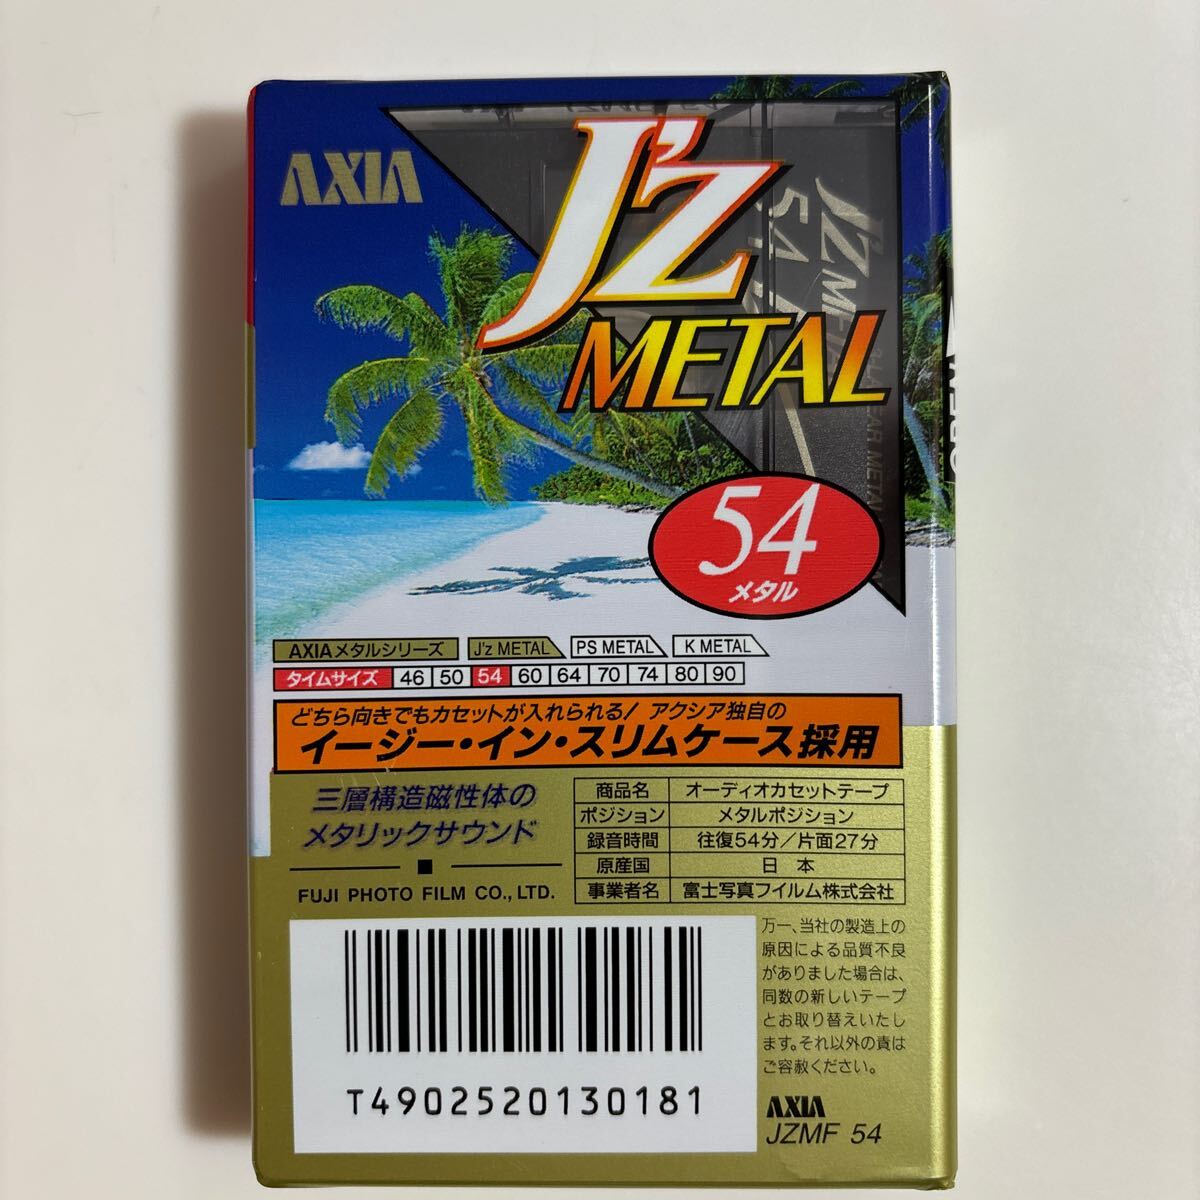 AXIA
J'z
METAL
JZMF
54
54
メタル
AXIAメタルシリーズ J'z METAL PS METAL K METAL
タイムサイズ 46 50 54 60 64 70 74 80 90
どちら向きでもカセットが入れられる! アクシア独自の
イージー・イン・スリムケース採用
三層構造磁性体の
メタリックサウンド
FUJI PHOTO FILM CO., LTD.
商品名 オーディオカセットテープ
ポジション メタルポジション
録音時間 往復54分/片面27分
原産国 日本
事業者名 富士写真フイルム株式会社
万一、当社の製造上の
原因による品質不良
がありました場合は、
同数の新しいテープ
とお取り替えいたし
ます。それ以外の責は
ご容赦ください。
T4902520130181
AXIA
JZMF 54